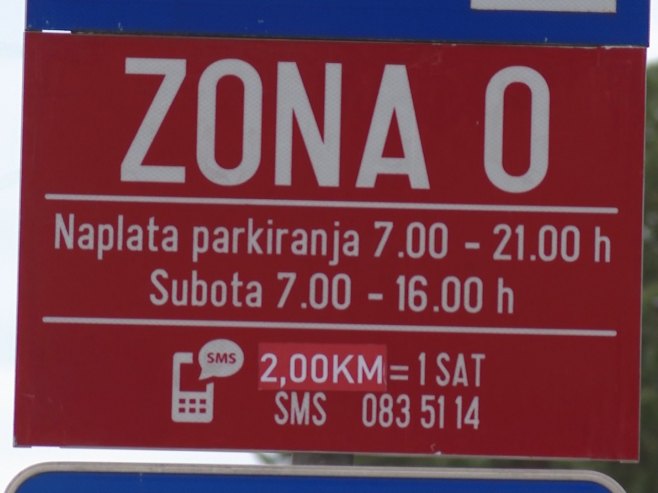 ZONA 0
Naplata parkiranja 7.00 - 21.00 h
Subota 7.00 - 16.00 h
SMS
2,00KM = 1 SAT
SMS 083 51 14